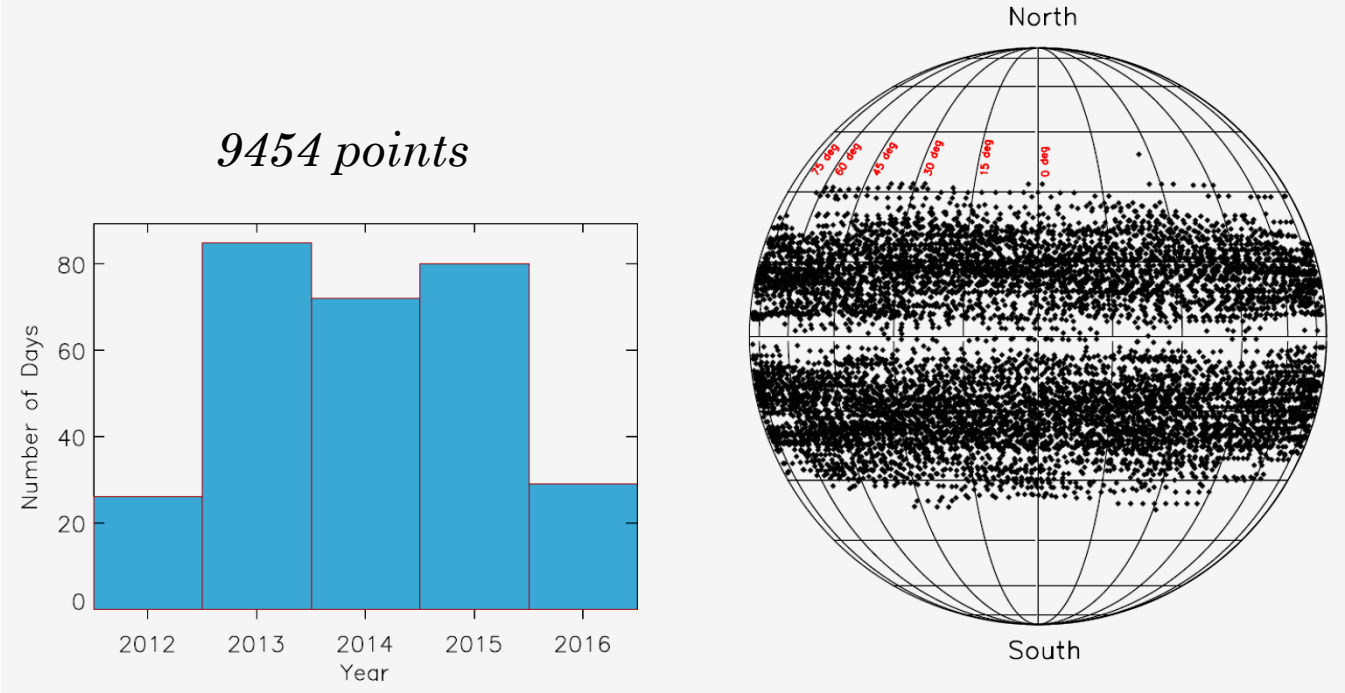 9454 points
80
60
40
20
0
Number of Days
2012 2013 2014 2015 2016
Year
North
75 deg 60 deg 45 deg 30 deg 15 deg 0 deg
South